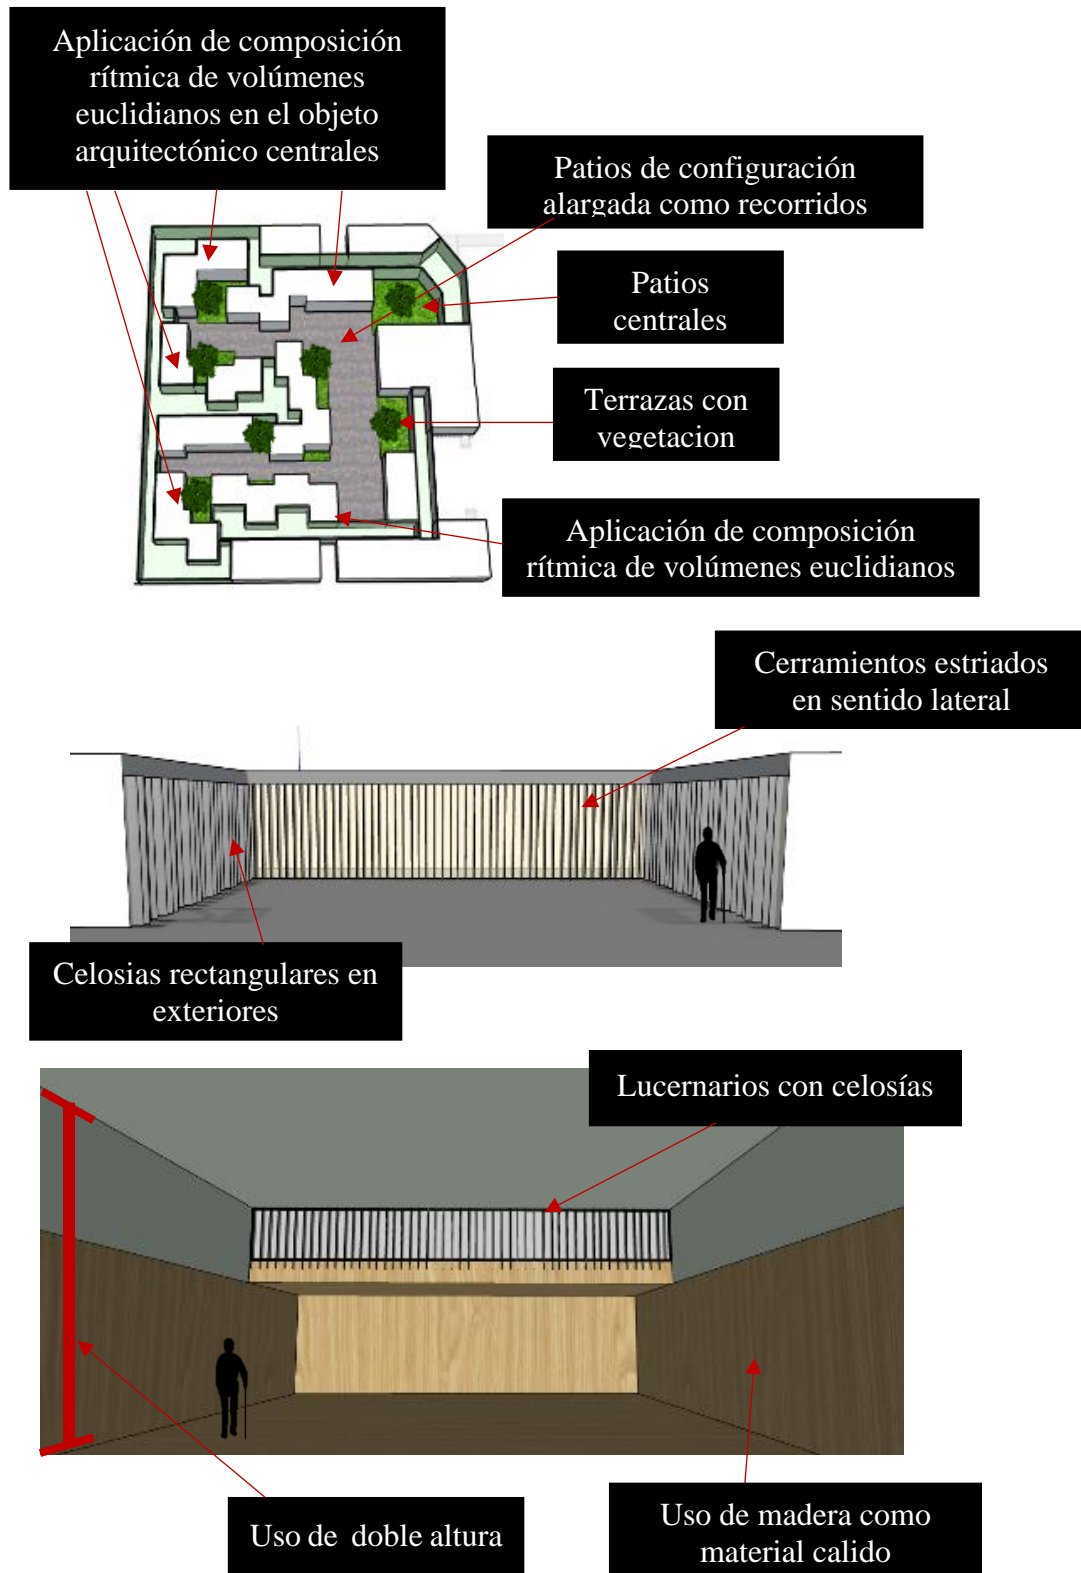 Aplicación de composición
rítmica de volúmenes
euclidianos en el objeto
arquitectónico centrales
Patios de configuración
alargada como recorridos
Patios
centrales
Terrazas con
vegetacion
Aplicación de composición
rítmica de volúmenes euclidianos
Cerramientos estriados
en sentido lateral
Celosias rectangulares en
exteriores
Lucernarios con celosías
Uso de doble altura
Uso de madera como
material calido